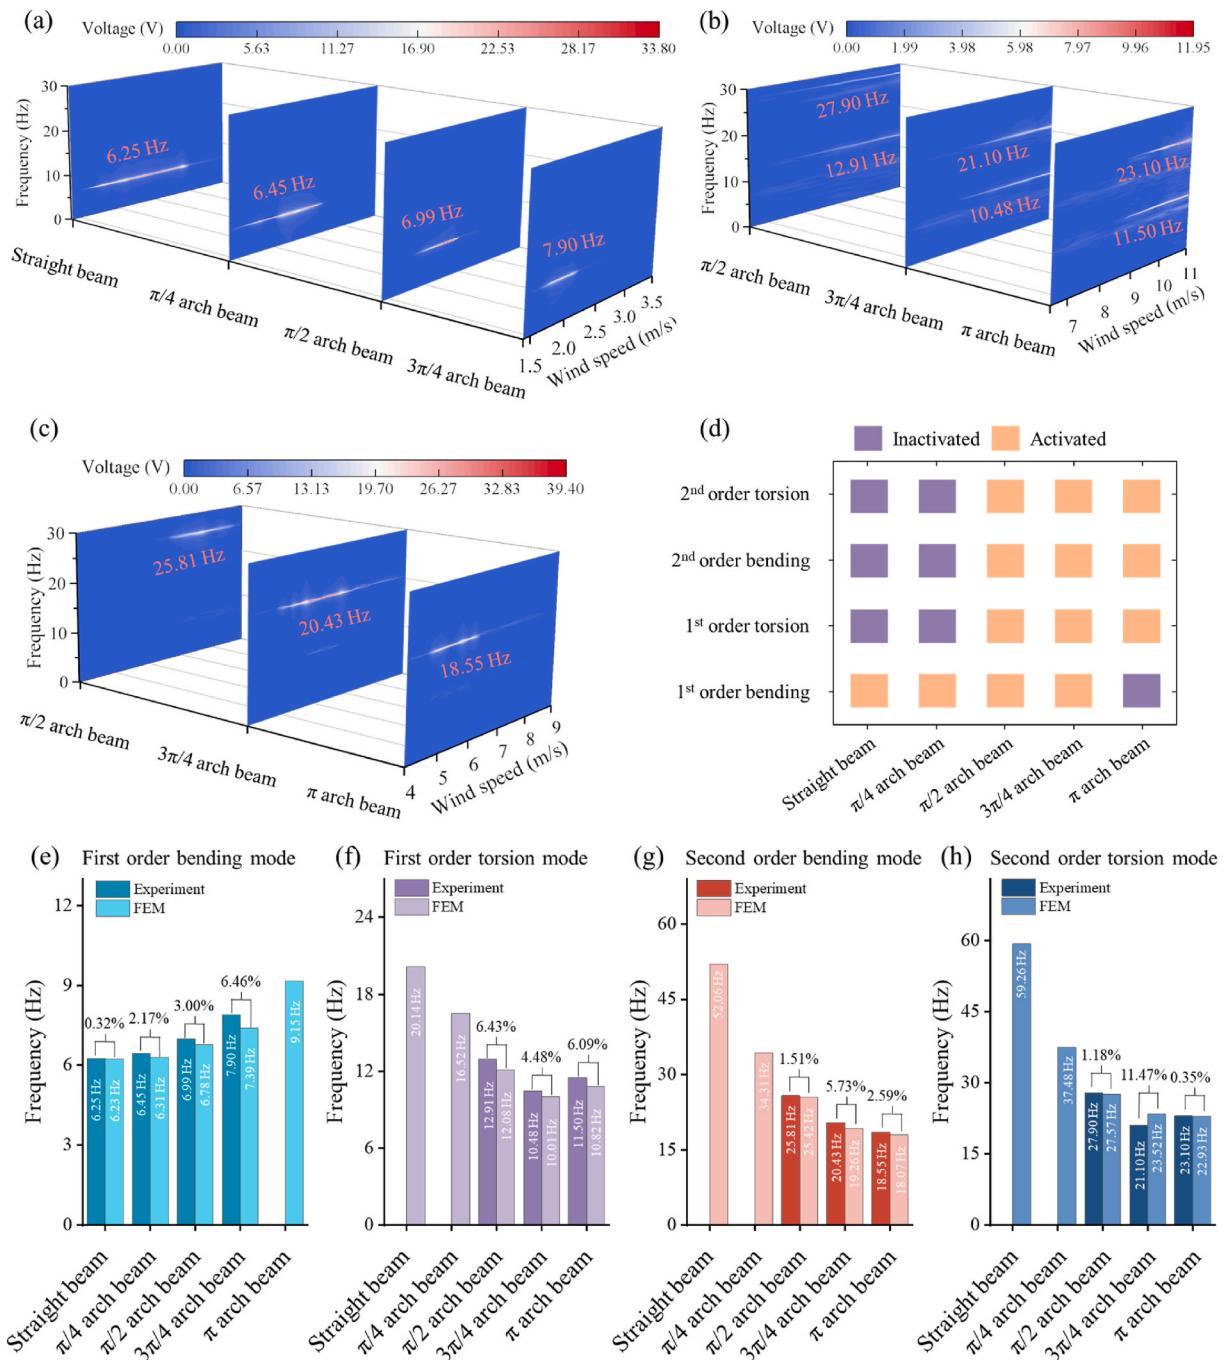 (a)
Voltage (V)
0.00 5.63 11.27 16.90 22.53 28.17 33.80
Frequency (Hz)
30
20
10
0
6.25 Hz
6.45 Hz
6.99 Hz
7.90 Hz
Straight beam
π/4 arch beam
π/2 arch beam
3π/4 arch beam
1.5 2.0 2.5 3.0 3.5
Wind speed (m/s)
(b)
Voltage (V)
0.00 1.99 3.98 5.98 7.97 9.96 11.95
Frequency (Hz)
30
20
10
0
27.90 Hz
12.91 Hz
21.10 Hz
10.48 Hz
23.10 Hz
11.50 Hz
π/2 arch beam
3π/4 arch beam
π arch beam
7 8 9 10 11
Wind speed (m/s)
(c)
Voltage (V)
0.00 6.57 13.13 19.70 26.27 32.83 39.40
Frequency (Hz)
30
20
10
0
25.81 Hz
20.43 Hz
18.55 Hz
π/2 arch beam
3π/4 arch beam
π arch beam
4 5 6 7 8 9
Wind speed (m/s)
(d)
Inactivated Activated
2nd order torsion
2nd order bending
1st order torsion
1st order bending
Straight beam
π/4 arch beam
π/2 arch beam
3π/4 arch beam
π arch beam
(e) First order bending mode
Experiment
FEM
Frequency (Hz)
12
9
6
3
0
0.32%
2.17%
3.00%
6.46%
6.25 Hz
6.23 Hz
6.45 Hz
6.31 Hz
6.99 Hz
6.78 Hz
7.90 Hz
7.39 Hz
9.15 Hz
Straight beam
π/4 arch beam
π/2 arch beam
3π/4 arch beam
π arch beam
(f) First order torsion mode
Experiment
FEM
Frequency (Hz)
24
18
12
6
0
6.43%
4.48%
6.09%
20.14 Hz
16.52 Hz
12.91 Hz
12.08 Hz
10.48 Hz
10.01 Hz
11.50 Hz
10.82 Hz
Straight beam
π/4 arch beam
π/2 arch beam
3π/4 arch beam
π arch beam
(g) Second order bending mode
Experiment
FEM
Frequency (Hz)
60
45
30
15
0
1.51%
5.73%
2.59%
52.06 Hz
34.31 Hz
25.81 Hz
25.42 Hz
20.43 Hz
19.26 Hz
18.55 Hz
18.07 Hz
Straight beam
π/4 arch beam
π/2 arch beam
3π/4 arch beam
π arch beam
(h) Second order torsion mode
Experiment
FEM
Frequency (Hz)
60
45
30
15
0
1.18%
11.47%
0.35%
59.26 Hz
37.48 Hz
27.90 Hz
27.57 Hz
21.10 Hz
23.52 Hz
23.10 Hz
22.93 Hz
Straight beam
π/4 arch beam
π/2 arch beam
3π/4 arch beam
π arch beam